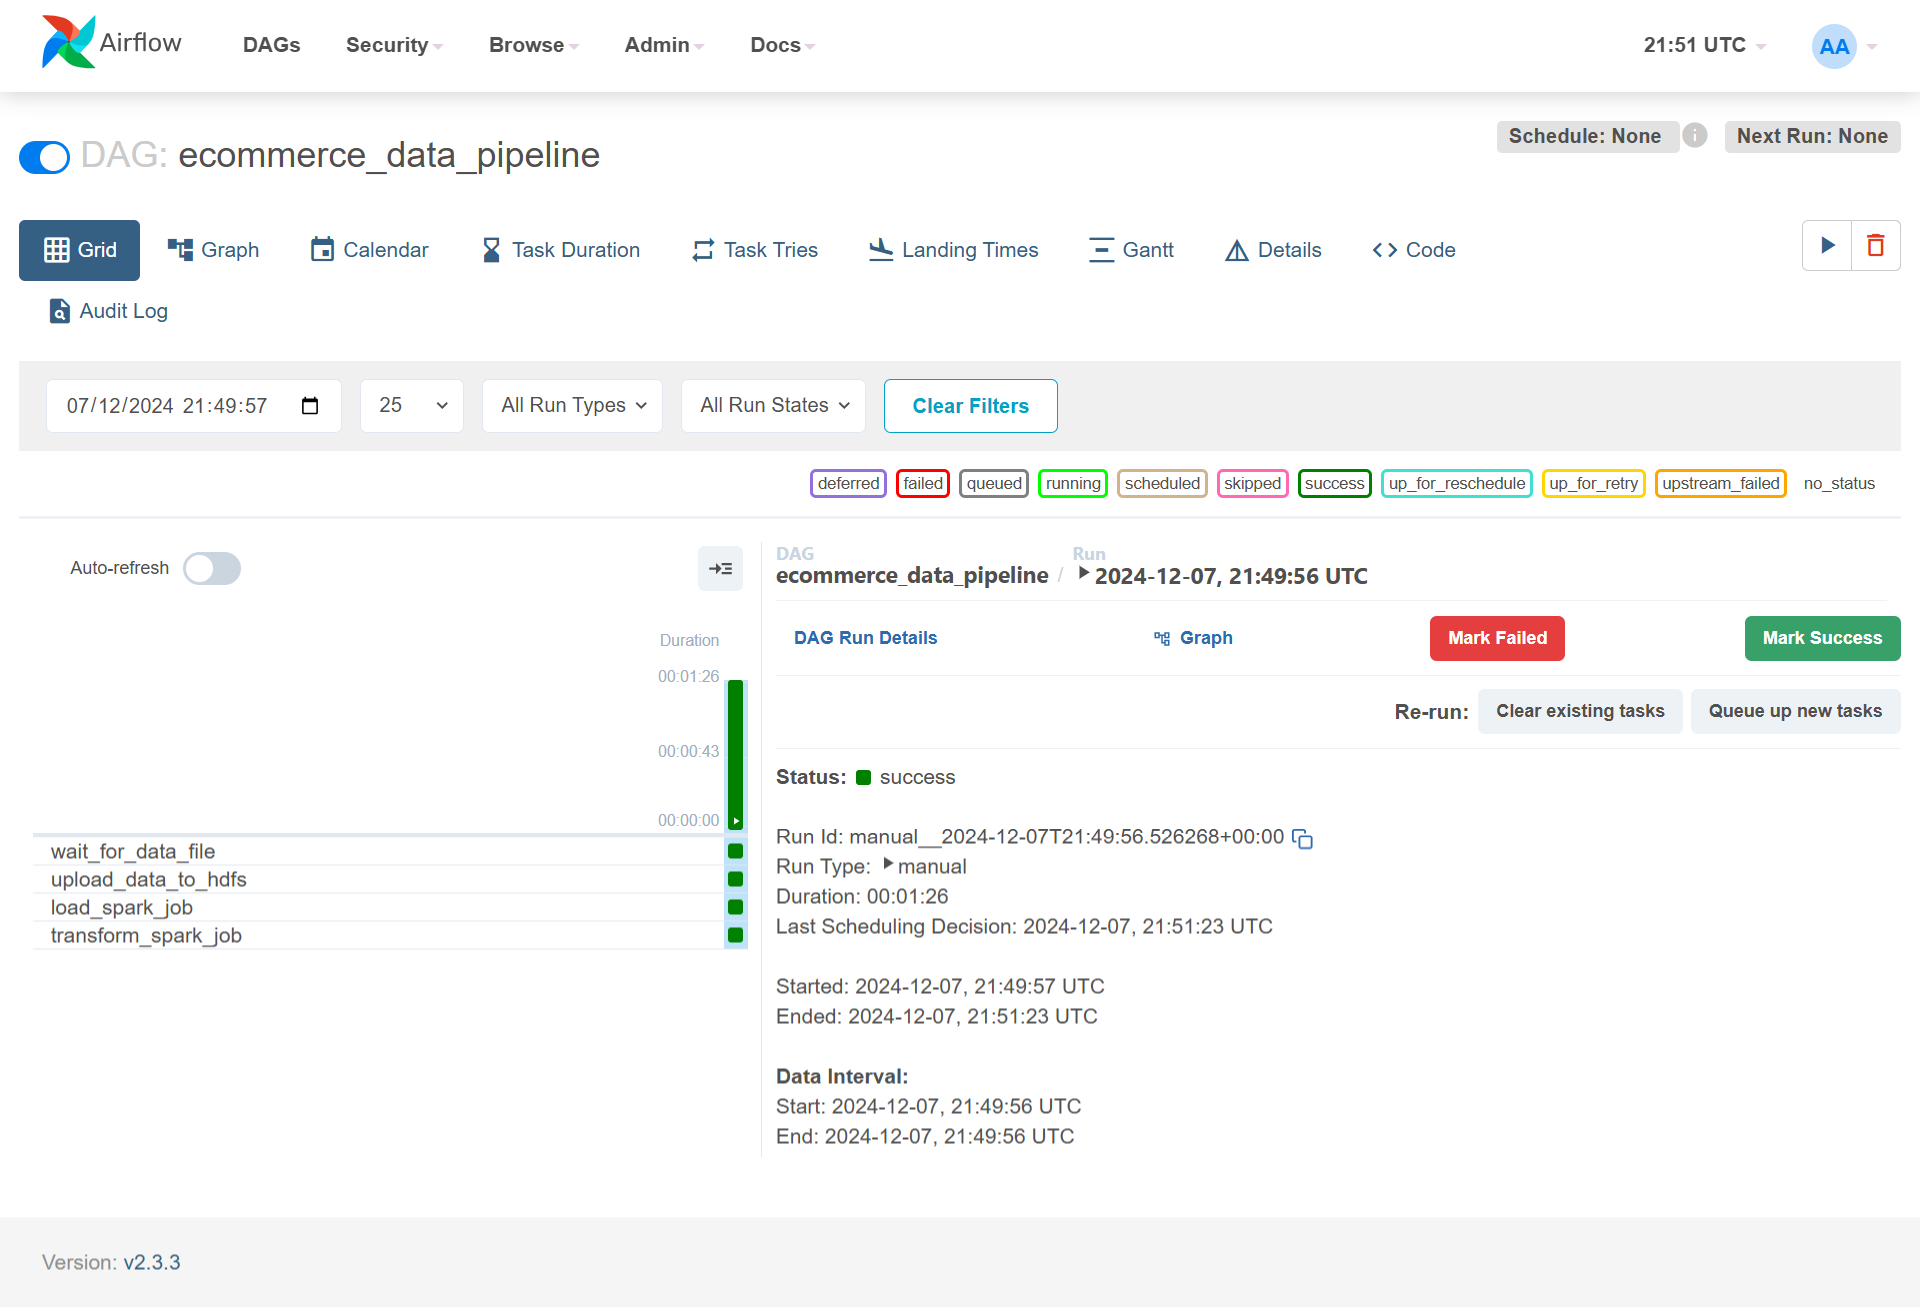 Airflow DAGs Security Browse Admin Docs 21:51 UTC AA
Schedule: None i Next Run: None
DAG: ecommerce_data_pipeline
Grid Graph Calendar Task Duration Task Tries Landing Times Gantt Details Code
Audit Log
07/12/2024 21:49:57 25 All Run Types All Run States Clear Filters
deferred failed queued running scheduled skipped success up_for_reschedule up_for_retry upstream_failed no_status
Auto-refresh
Duration
00:01:26
00:00:43
00:00:00
wait_for_data_file
upload_data_to_hdfs
load_spark_job
transform_spark_job
DAG Run
ecommerce_data_pipeline / 2024-12-07, 21:49:56 UTC
DAG Run Details Graph Mark Failed Mark Success
Re-run: Clear existing tasks Queue up new tasks
Status: success
Run Id: manual__2024-12-07T21:49:56.526268+00:00
Run Type: manual
Duration: 00:01:26
Last Scheduling Decision: 2024-12-07, 21:51:23 UTC
Started: 2024-12-07, 21:49:57 UTC
Ended: 2024-12-07, 21:51:23 UTC
Data Interval:
Start: 2024-12-07, 21:49:56 UTC
End: 2024-12-07, 21:49:56 UTC
Version: v2.3.3